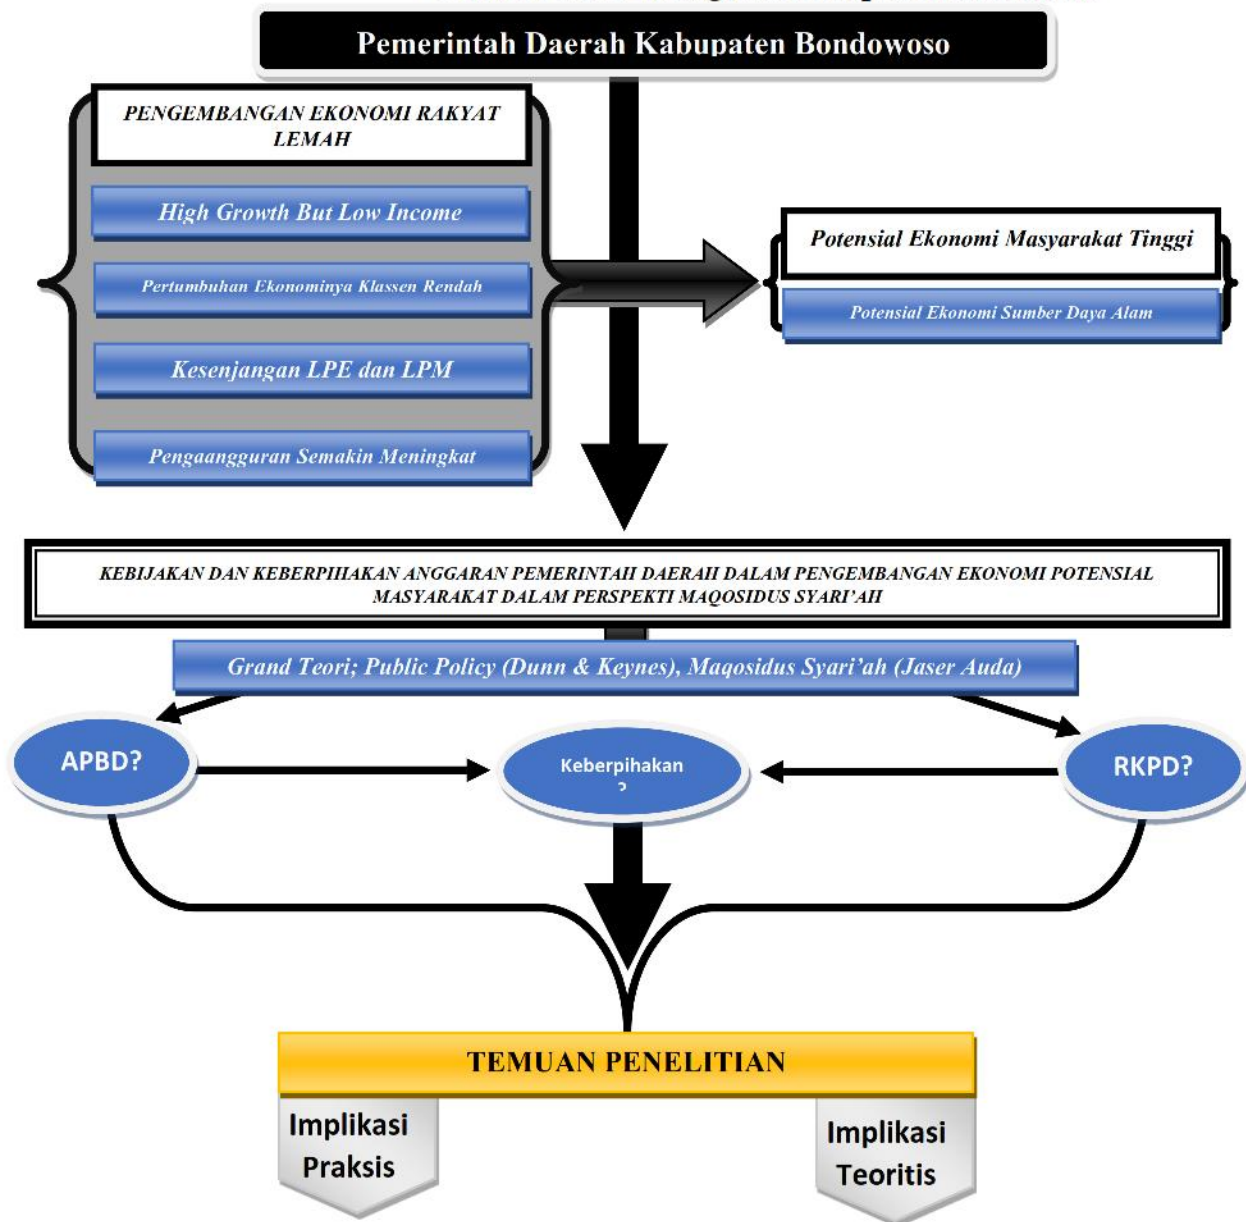 Pemerintah Daerah Kabupaten Bondowoso
PENGEMBANGAN EKONOMI RAKYAT
LEMAH
High Growth But Low Income
Pertumbuhan Ekonominya Klassen Rendah
Kesenjangan LPE dan LPM
Pengaangguran Semakin Meningkat
Potensial Ekonomi Masyarakat Tinggi
Potensial Ekonomi Sumber Daya Alam
KEBIJAKAN DAN KEBERPIHAKAN ANGGARAN PEMERINTAH DAERAH DALAM PENGEMBANGAN EKONOMI POTENSIAL
MASYARAKAT DALAM PERSPEKTI MAQOSIDUS SYARI’AH
Grand Teori; Public Policy (Dunn & Keynes), Maqosidus Syari’ah (Jaser Auda)
APBD?
Keberpihakan
?
RKPD?
TEMUAN PENELITIAN
Implikasi
Praksis
Implikasi
Teoritis